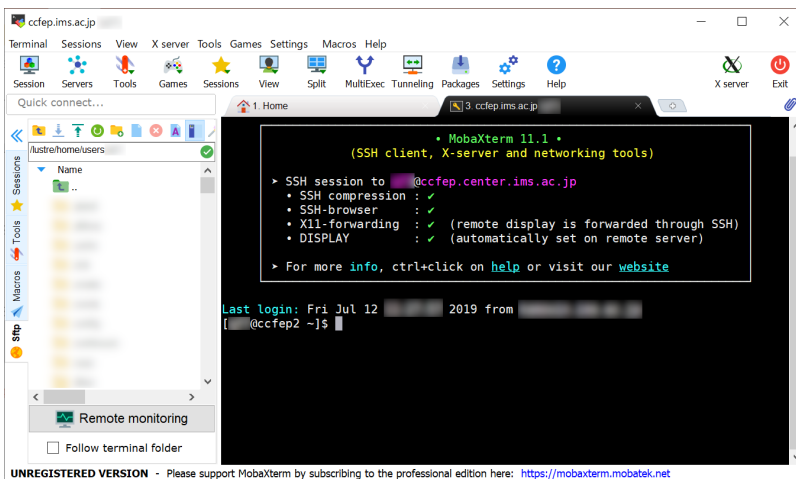 ccfep.ims.ac.jp
Terminal Sessions View X server Tools Games Settings Macros Help
Session Servers Tools Games Sessions View Split MultiExec Tunneling Packages Settings Help X server Exit
Quick connect...
1. Home
3. ccfep.ims.ac.jp
/lustre/home/users
Name
..
Sessions
Tools
Macros
Sftp
• MobaXterm 11.1 •
(SSH client, X-server and networking tools)
➤ SSH session to @ccfep.center.ims.ac.jp
• SSH compression : ✔
• SSH-browser : ✔
• X11-forwarding : ✔ (remote display is forwarded through SSH)
• DISPLAY : ✔ (automatically set on remote server)
➤ For more info, ctrl+click on help or visit our website
Last login: Fri Jul 12 2019 from
[ @ccfep2 ~]$
Remote monitoring
Follow terminal folder
UNREGISTERED VERSION - Please support MobaXterm by subscribing to the professional edition here: https://mobaxterm.mobatek.net